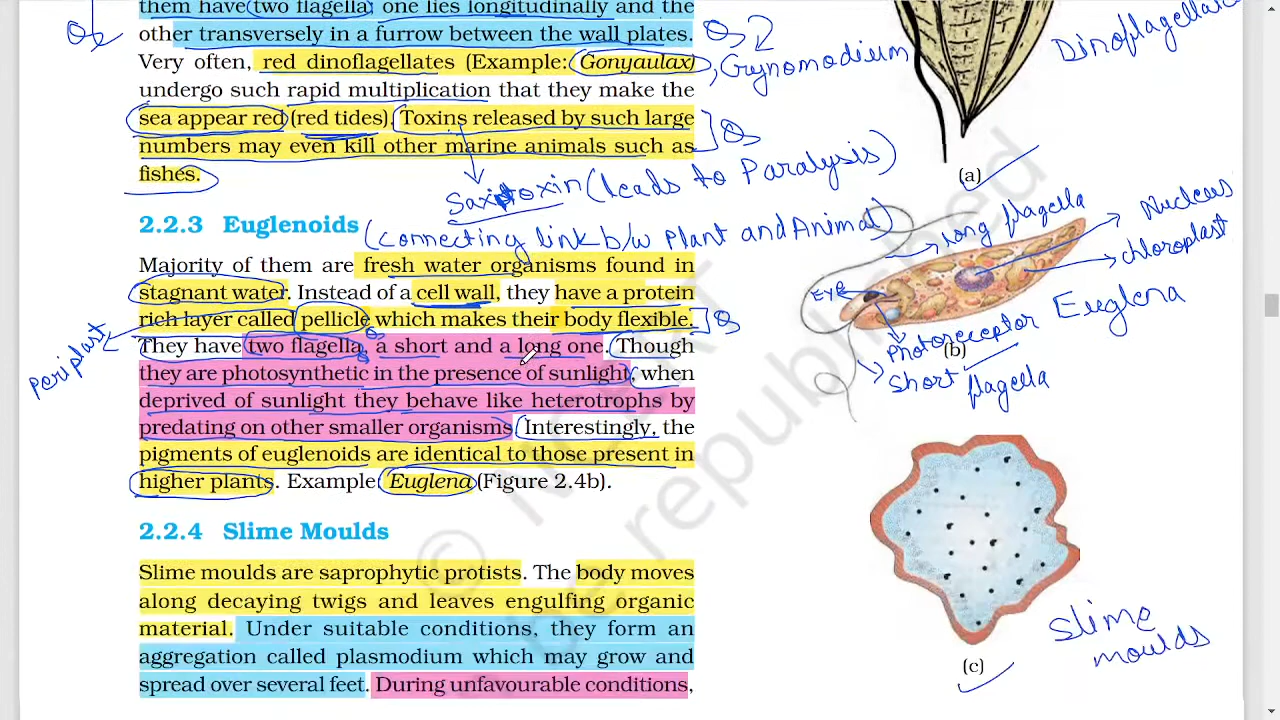 them have two flagella; one lies longitudinally and the
other transversely in a furrow between the wall plates.
Very often, red dinoflagellates (Example: Gonyaulax)
undergo such rapid multiplication that they make the
sea appear red (red tides). Toxins released by such large
numbers may even kill other marine animals such as
fishes.
, Gynomodium
Dinoflagellate
Saxitoxin (leads to Paralysis)
(a)
2.2.3 Euglenoids
(connecting link b/w Plant and Animal)
Majority of them are fresh water organisms found in
stagnant water. Instead of a cell wall, they have a protein
rich layer called pellicle which makes their body flexible.
They have two flagella, a short and a long one. Though
they are photosynthetic in the presence of sunlight, when
deprived of sunlight they behave like heterotrophs by
predating on other smaller organisms. Interestingly, the
pigments of euglenoids are identical to those present in
higher plants. Example: Euglena (Figure 2.4b).
Periplast
Long flagella
Nucleus
chloroplast
EYE
Euglena
Photoreceptor
(b)
Short flagella
2.2.4 Slime Moulds
Slime moulds are saprophytic protists. The body moves
along decaying twigs and leaves engulfing organic
material. Under suitable conditions, they form an
aggregation called plasmodium which may grow and
spread over several feet. During unfavourable conditions,
Slime
moulds
(c)